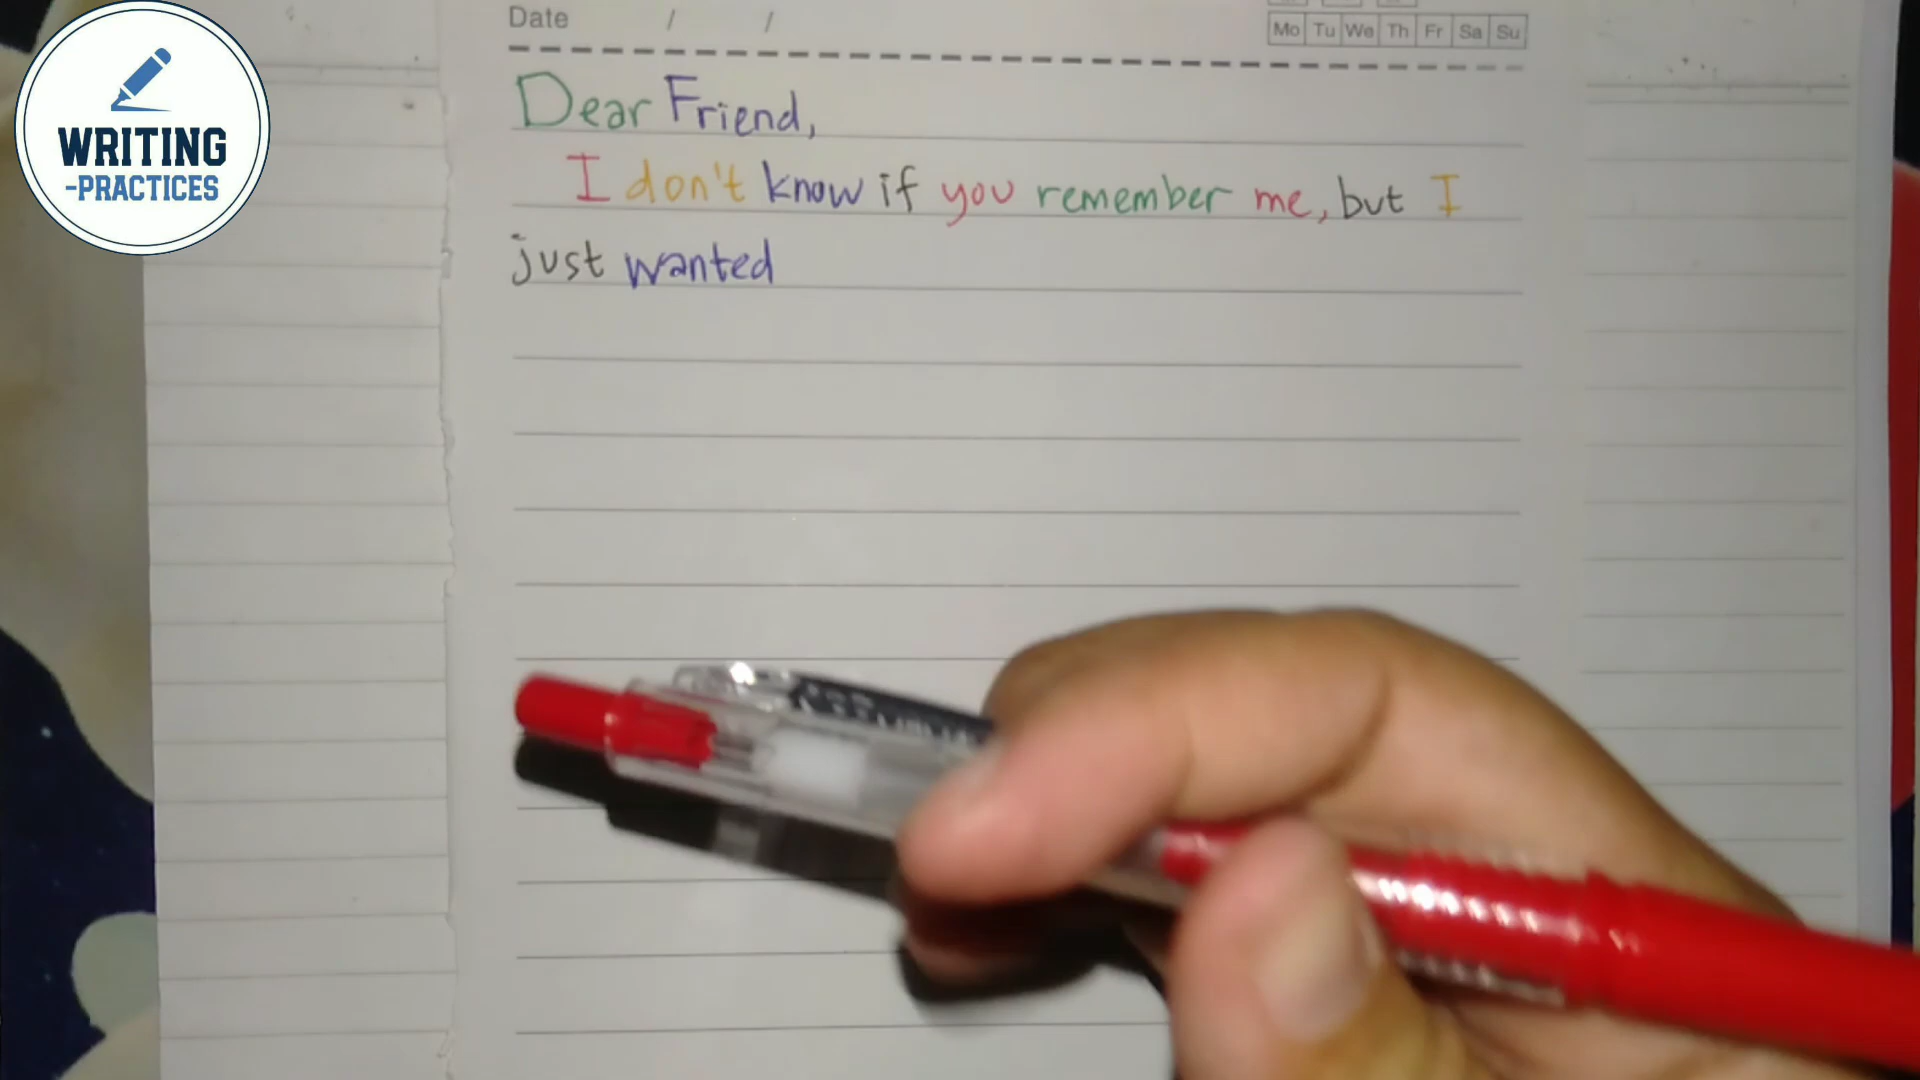 WRITING
-PRACTICES
Date / /
Mo Tu We Th Fr Sa Su
Dear Friend,
I don't know if you remember me, but I
just wanted